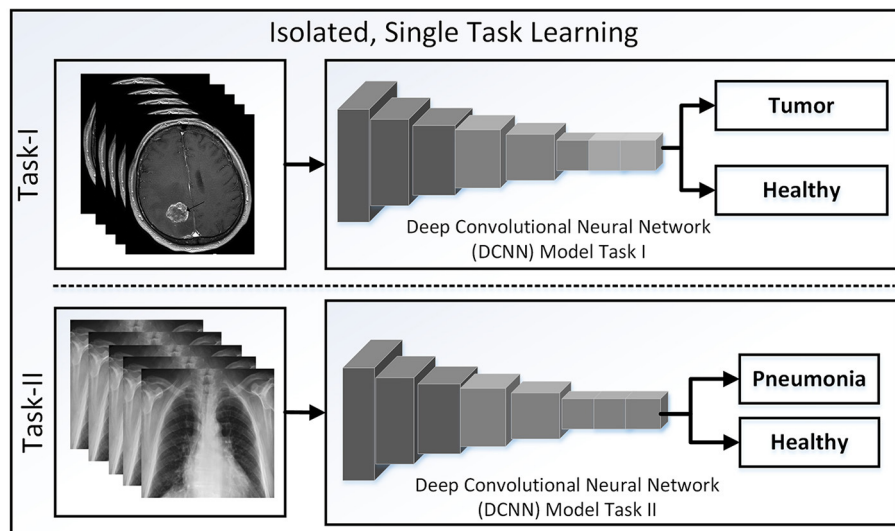 Isolated, Single Task Learning
Task-I
Tumor
Healthy
Deep Convolutional Neural Network
(DCNN) Model Task I
Task-II
Pneumonia
Healthy
Deep Convolutional Neural Network
(DCNN) Model Task II